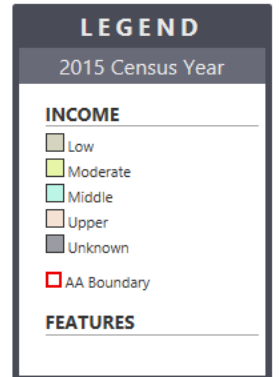 LEGEND
2015 Census Year
INCOME
Low
Moderate
Middle
Upper
Unknown
AA Boundary
FEATURES